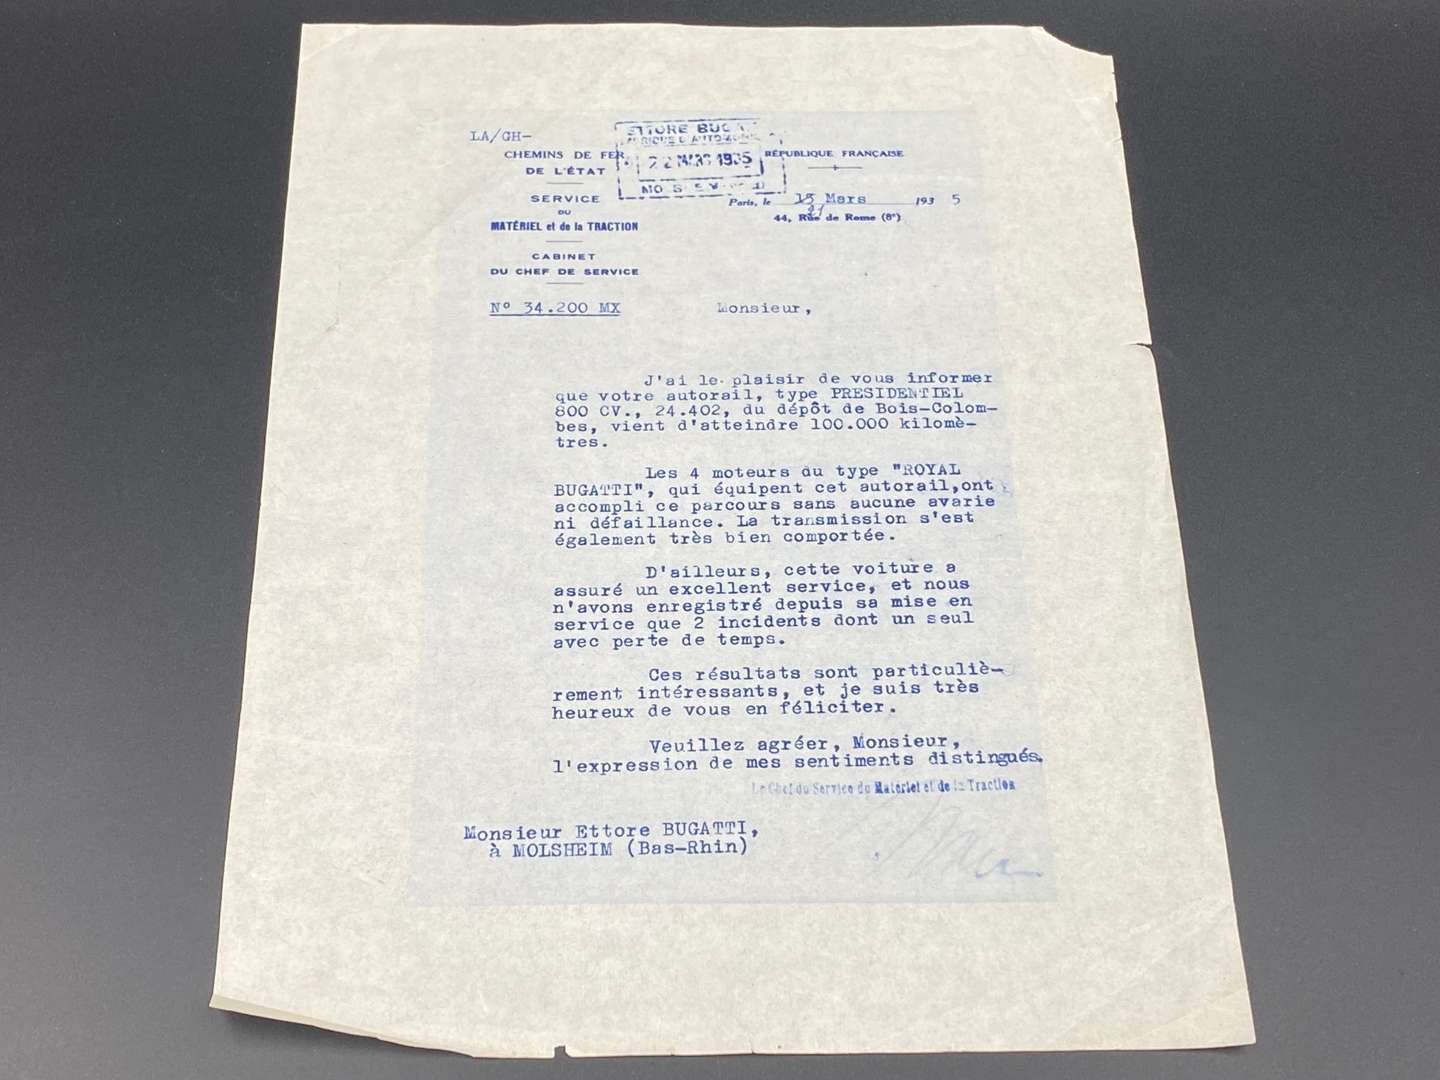 LA/GH-
ETTORE BUGA
22 MARS 1935
CHEMINS DE FER
DE L'ÉTAT
SERVICE
DU
MATÉRIEL et de la TRACTION
CABINET
DU CHEF DE SERVICE
N° 34.200 MX
RÉPUBLIQUE FRANÇAISE
Paris, le 15 Mars 1935
21
44, Rue de Rome (8e)
Monsieur,
J'ai le plaisir de vous informer
que votre autorail, type PRESIDENTIEL
800 CV., 24.402, du dépôt de Bois-Colom-
bes, vient d'atteindre 100.000 kilomè-
tres.
Les 4 moteurs du type "ROYAL
BUGATTI", qui équipent cet autorail,ont
accompli ce parcours sans aucune avarie
ni défaillance. La transmission s'est
également très bien comportée.
D'ailleurs, cette voiture a
assuré un excellent service, et nous
n'avons enregistré depuis sa mise en
service que 2 incidents dont un seul
avec perte de temps.
Ces résultats sont particuliè-
rement intéressants, et je suis très
heureux de vous en féliciter.
Veuillez agréer, Monsieur,
l'expression de mes sentiments distingués.
Le Chef du Service du Matériel et de la Traction
Monsieur Ettore BUGATTI,
à MOLSHEIM (Bas-Rhin)